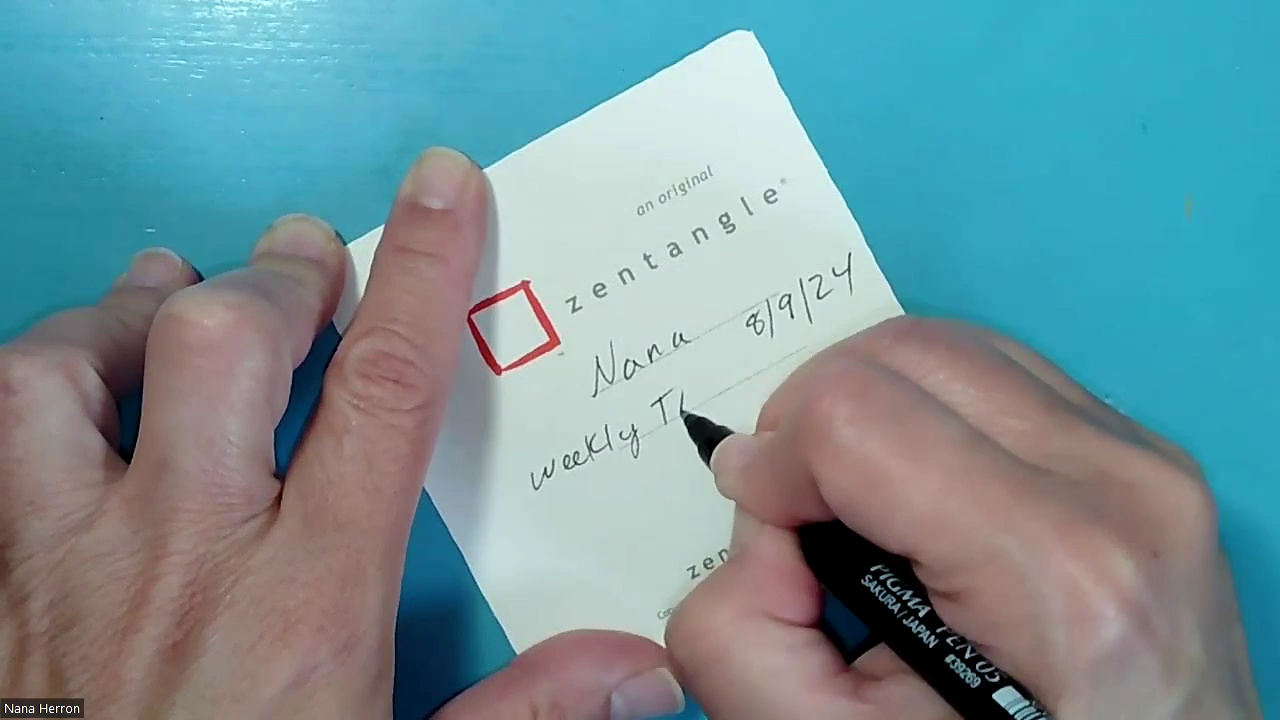 an original
zentangle®
Nana 8/9/24
weekly T
zen
PIGMA PEN 05
SAKURA/JAPAN #39269
Nana Herron